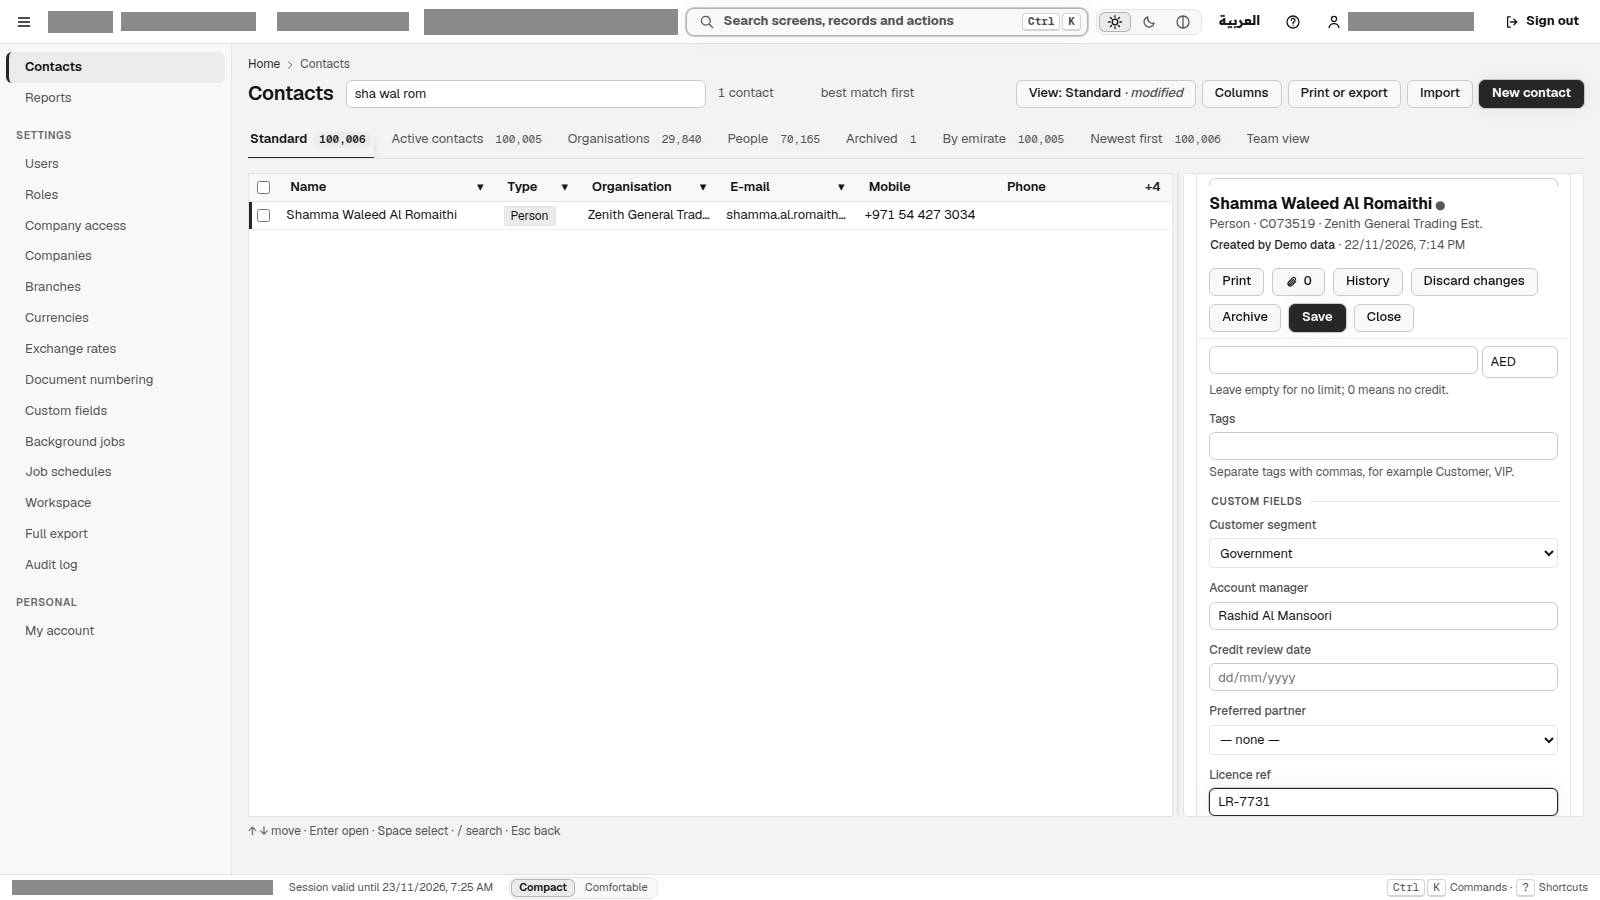 Search screens, records and actions Ctrl K
العربية
Sign out
Contacts
Reports
SETTINGS
Users
Roles
Company access
Companies
Branches
Currencies
Exchange rates
Document numbering
Custom fields
Background jobs
Job schedules
Workspace
Full export
Audit log
PERSONAL
My account
Home > Contacts
Contacts
sha wal rom
1 contact
best match first
View: Standard · modified
Columns
Print or export
Import
New contact
Standard 100,006
Active contacts 100,005
Organisations 29,840
People 70,165
Archived 1
By emirate 100,005
Newest first 100,006
Team view
Name ▼ Type ▼ Organisation ▼ E-mail ▼ Mobile Phone +4
Shamma Waleed Al Romaithi Person Zenith General Trad... shamma.al.romaith... +971 54 427 3034
↑↓ move · Enter open · Space select · / search · Esc back
Shamma Waleed Al Romaithi
Person · C073519 · Zenith General Trading Est.
Created by Demo data · 22/11/2026, 7:14 PM
Print
0
History
Discard changes
Archive
Save
Close
AED
Leave empty for no limit; 0 means no credit.
Tags
Separate tags with commas, for example Customer, VIP.
CUSTOM FIELDS
Customer segment
Government
Account manager
Rashid Al Mansoori
Credit review date
dd/mm/yyyy
Preferred partner
— none —
Licence ref
LR-7731
Session valid until 23/11/2026, 7:25 AM
Compact
Comfortable
Ctrl K Commands · ? Shortcuts